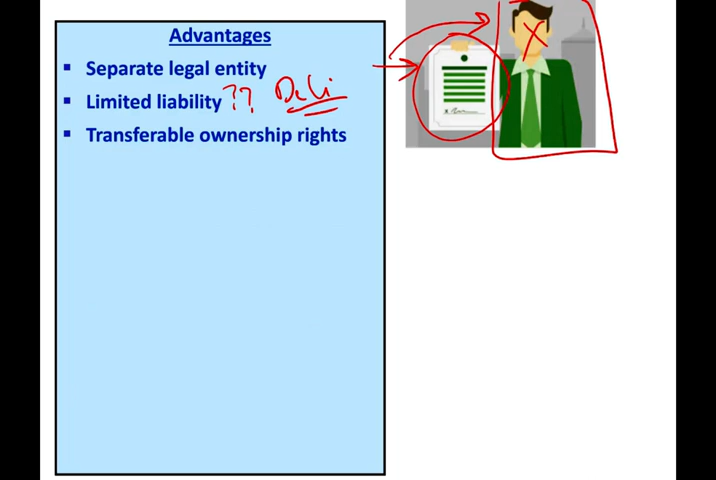 Advantages
▪ Separate legal entity
▪ Limited liability ??
▪ Transferable ownership rights